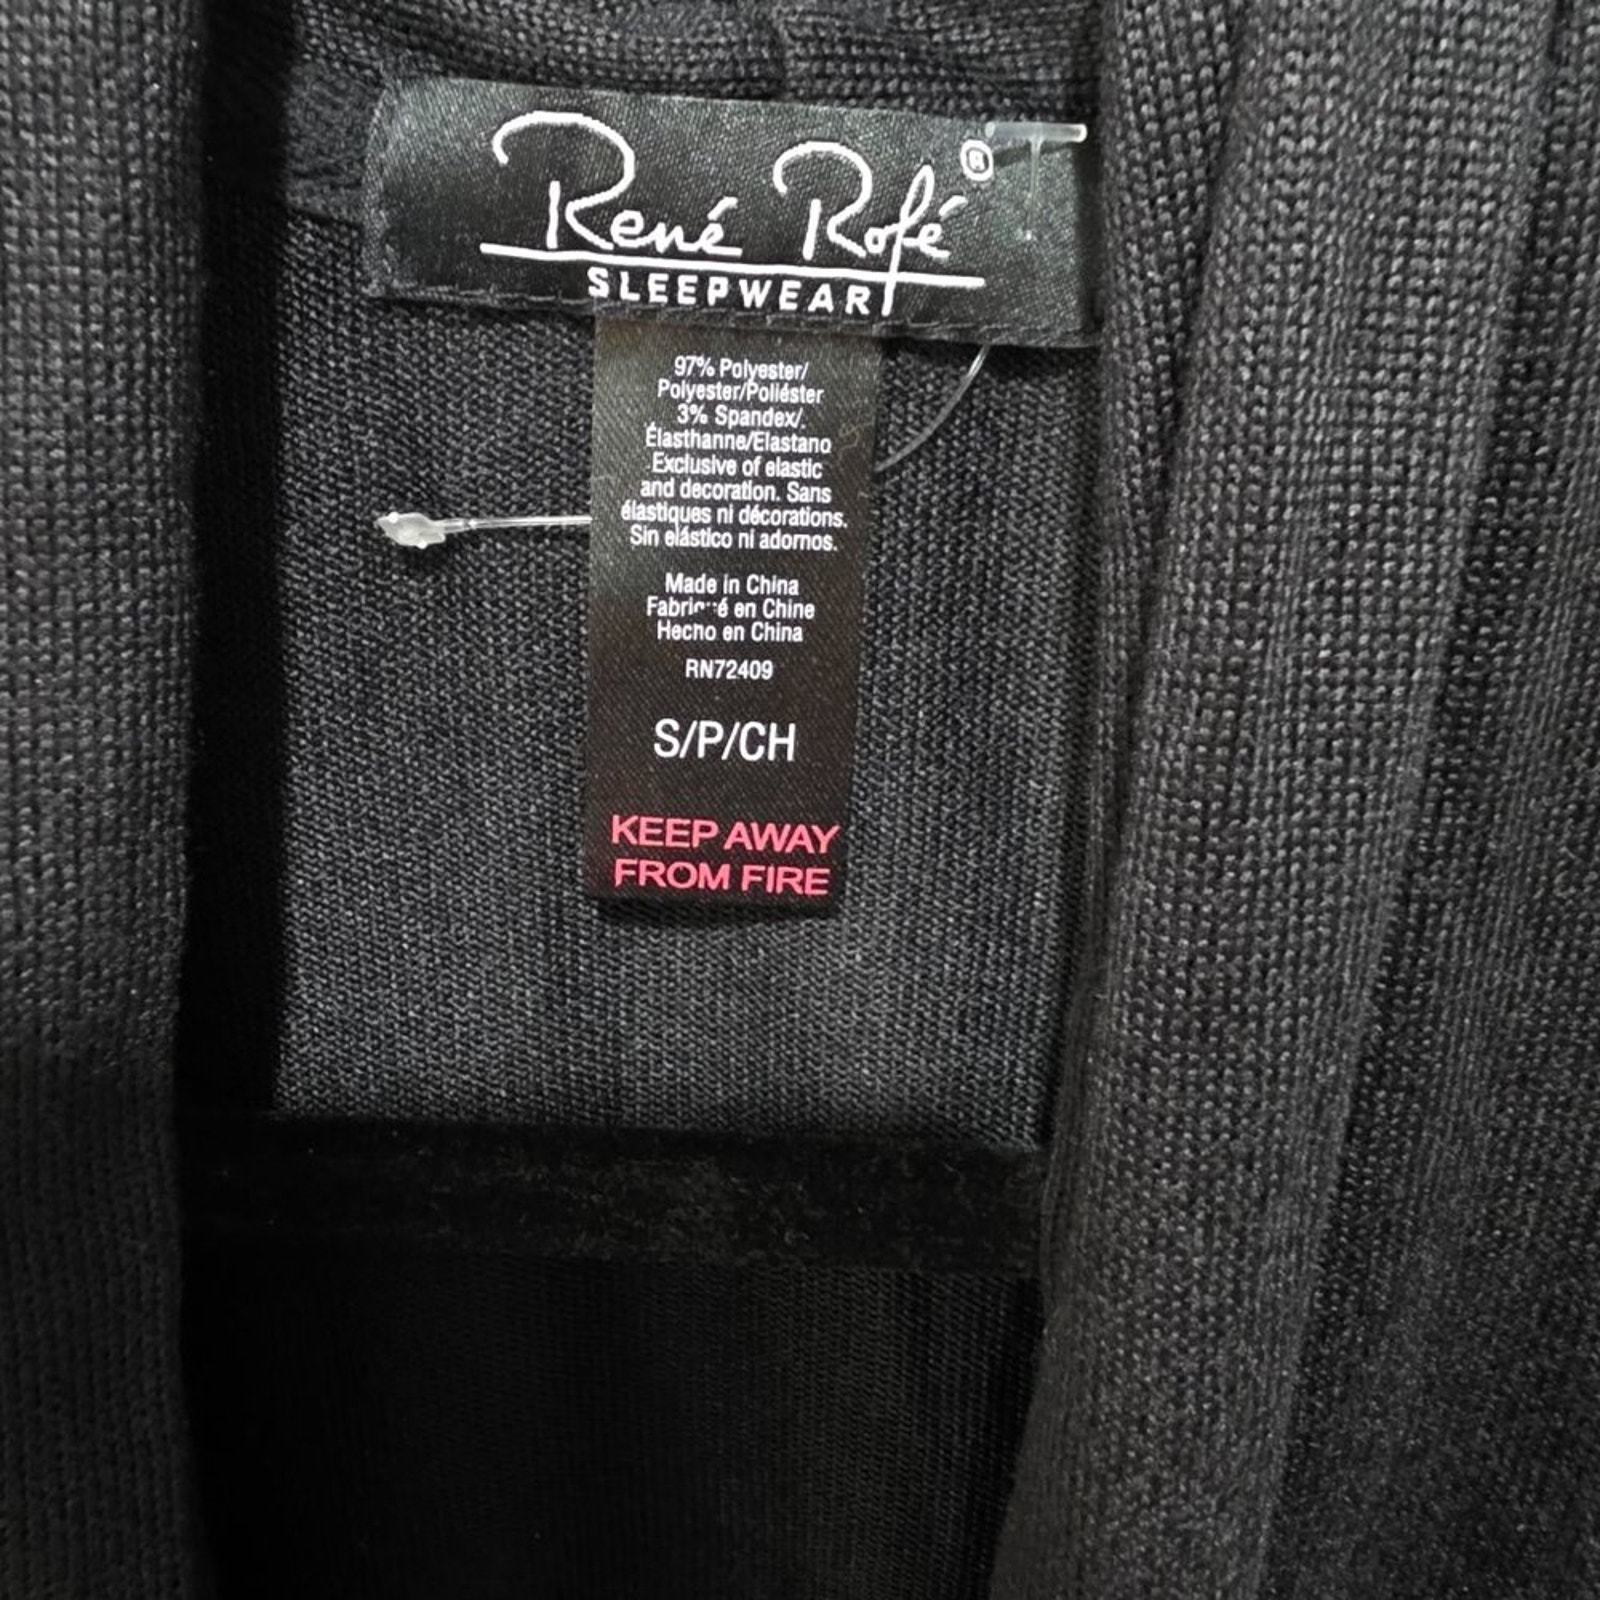 René Rofé®
SLEEPWEAR
97% Polyester/
Polyester/Poliéster
3% Spandex/.
Élasthanne/Elastano
Exclusive of elastic
and decoration. Sans
élastiques ni décorations.
Sin elástico ni adornos.
Made in China
Fabriqué en Chine
Hecho en China
RN72409
S/P/CH
KEEP AWAY
FROM FIRE